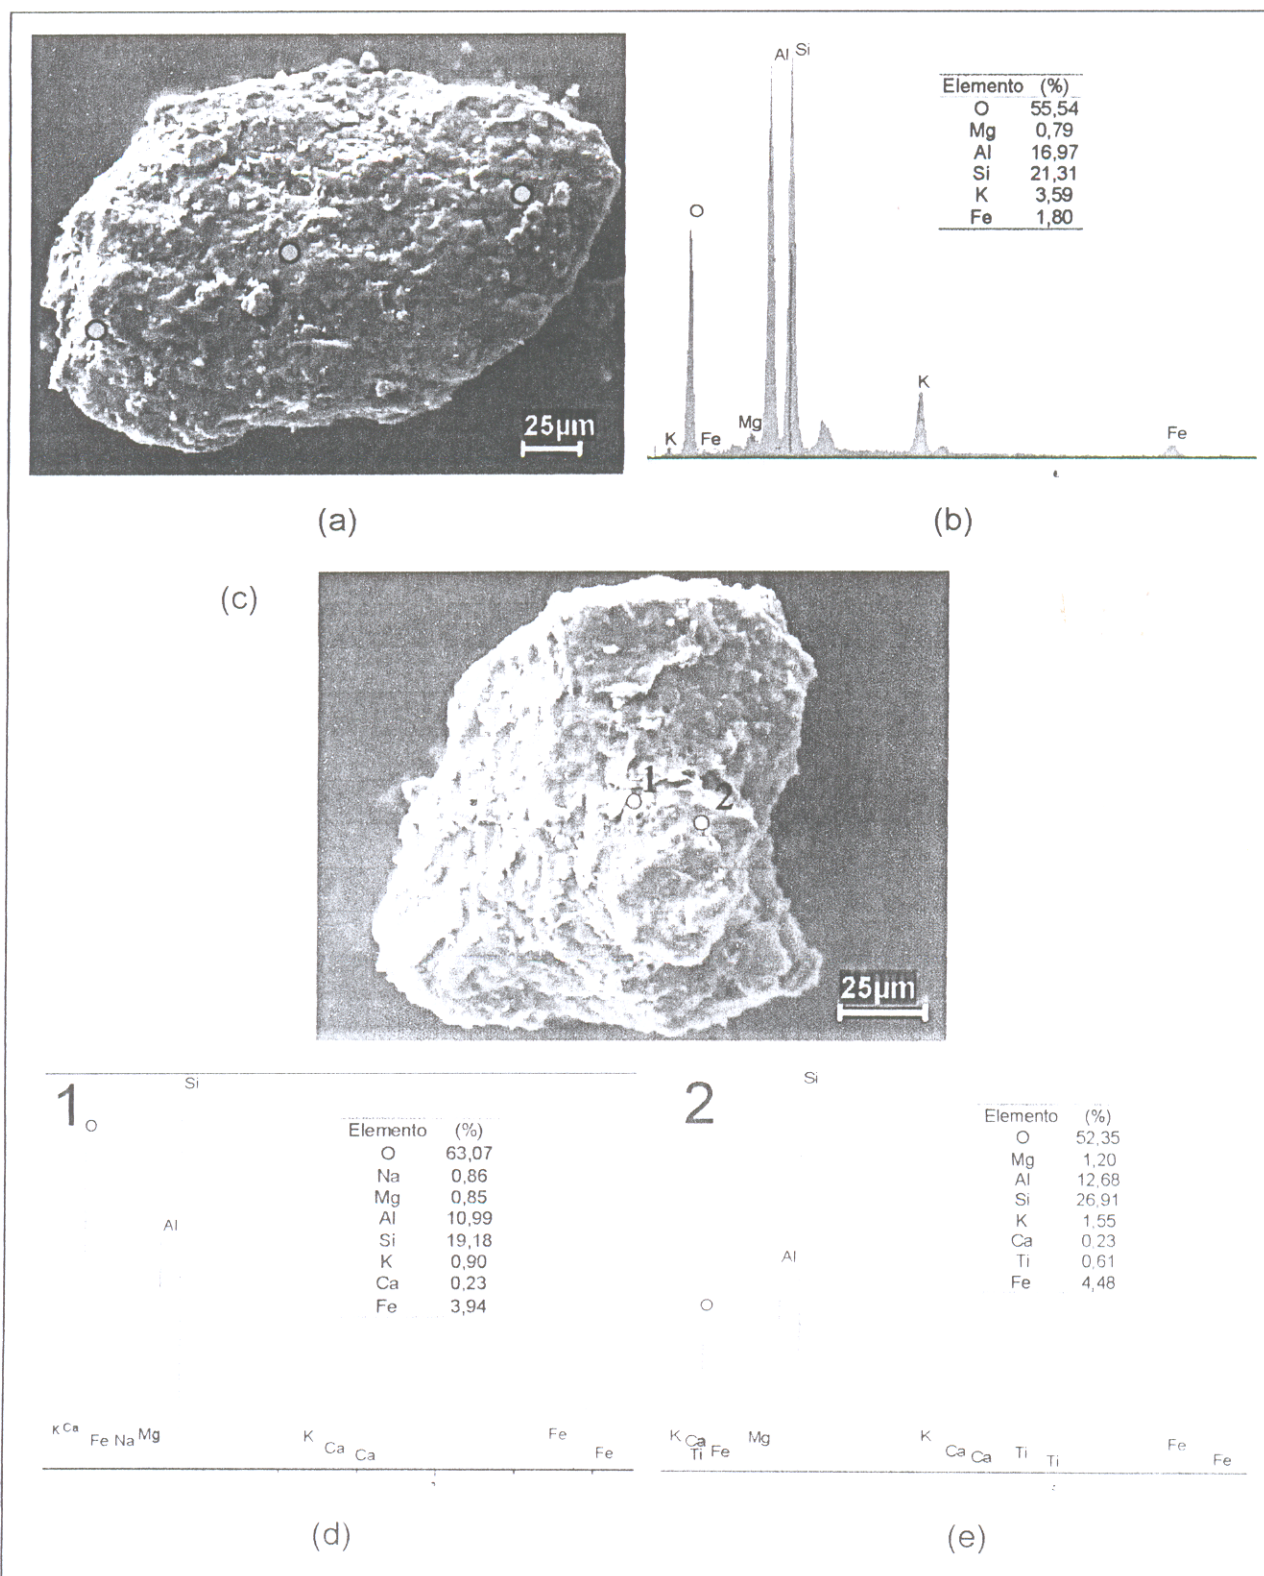 Al Si
Elemento (%)
O 55,54
Mg 0,79
Al 16,97
Si 21,31
K 3,59
Fe 1,80
O
K
K Fe Mg Fe
25µm
(a) (b)
(c)
1
2
25µm
1
Si
O
Elemento (%)
O 63,07
Na 0,86
Mg 0,85
Al 10,99
Si 19,18
K 0,90
Ca 0,23
Fe 3,94
Al
K Ca Fe Na Mg K Ca Ca Fe Fe
(d)
2
Si
Elemento (%)
O 52,35
Mg 1,20
Al 12,68
Si 26,91
K 1,55
Ca 0,23
Ti 0,61
Fe 4,48
Al
O
K Ca Ti Fe Mg K Ca Ca Ti Ti Fe Fe
(e)